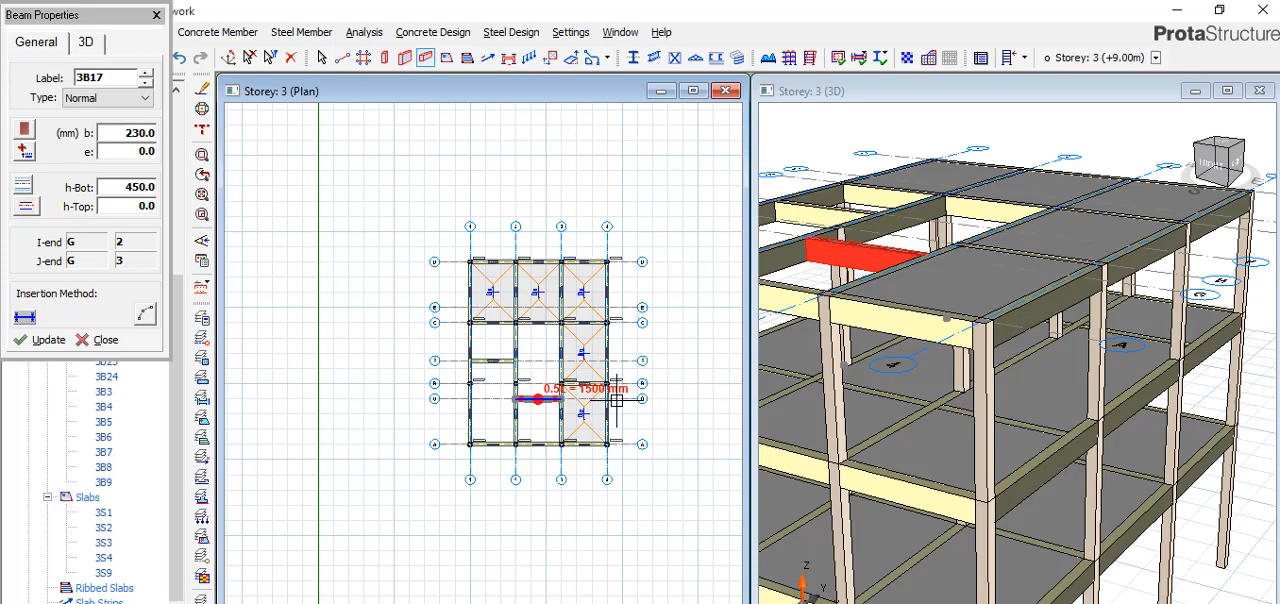 Beam Properties
work
Concrete Member Steel Member Analysis Concrete Design Steel Design Settings Window Help
ProtaStructure
General 3D
Storey: 3 (+9.00m)
Label: 3B17
Type: Normal
Storey: 3 (Plan)
Storey: 3 (3D)
(mm) b: 230.0
e: 0.0
h-Bot: 450.0
h-Top: 0.0
I-end G 2
J-end G 3
Insertion Method:
Update Close
3B24
3B3
3B4
3B5
3B6
3B7
3B8
3B9
Slabs
3S1
3S2
3S3
3S4
3S9
Ribbed Slabs
Slab Strips
= 1500 mm
A
A
A
Z
Y